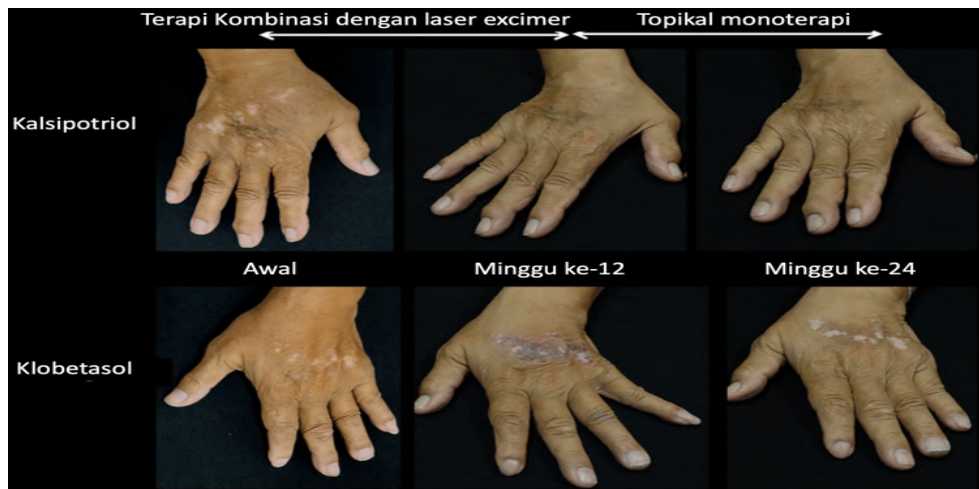 Terapi Kombinasi dengan laser excimer
Topikal monoterapi
Kalsipotriol
Awal
Minggu ke-12
Minggu ke-24
Klobetasol